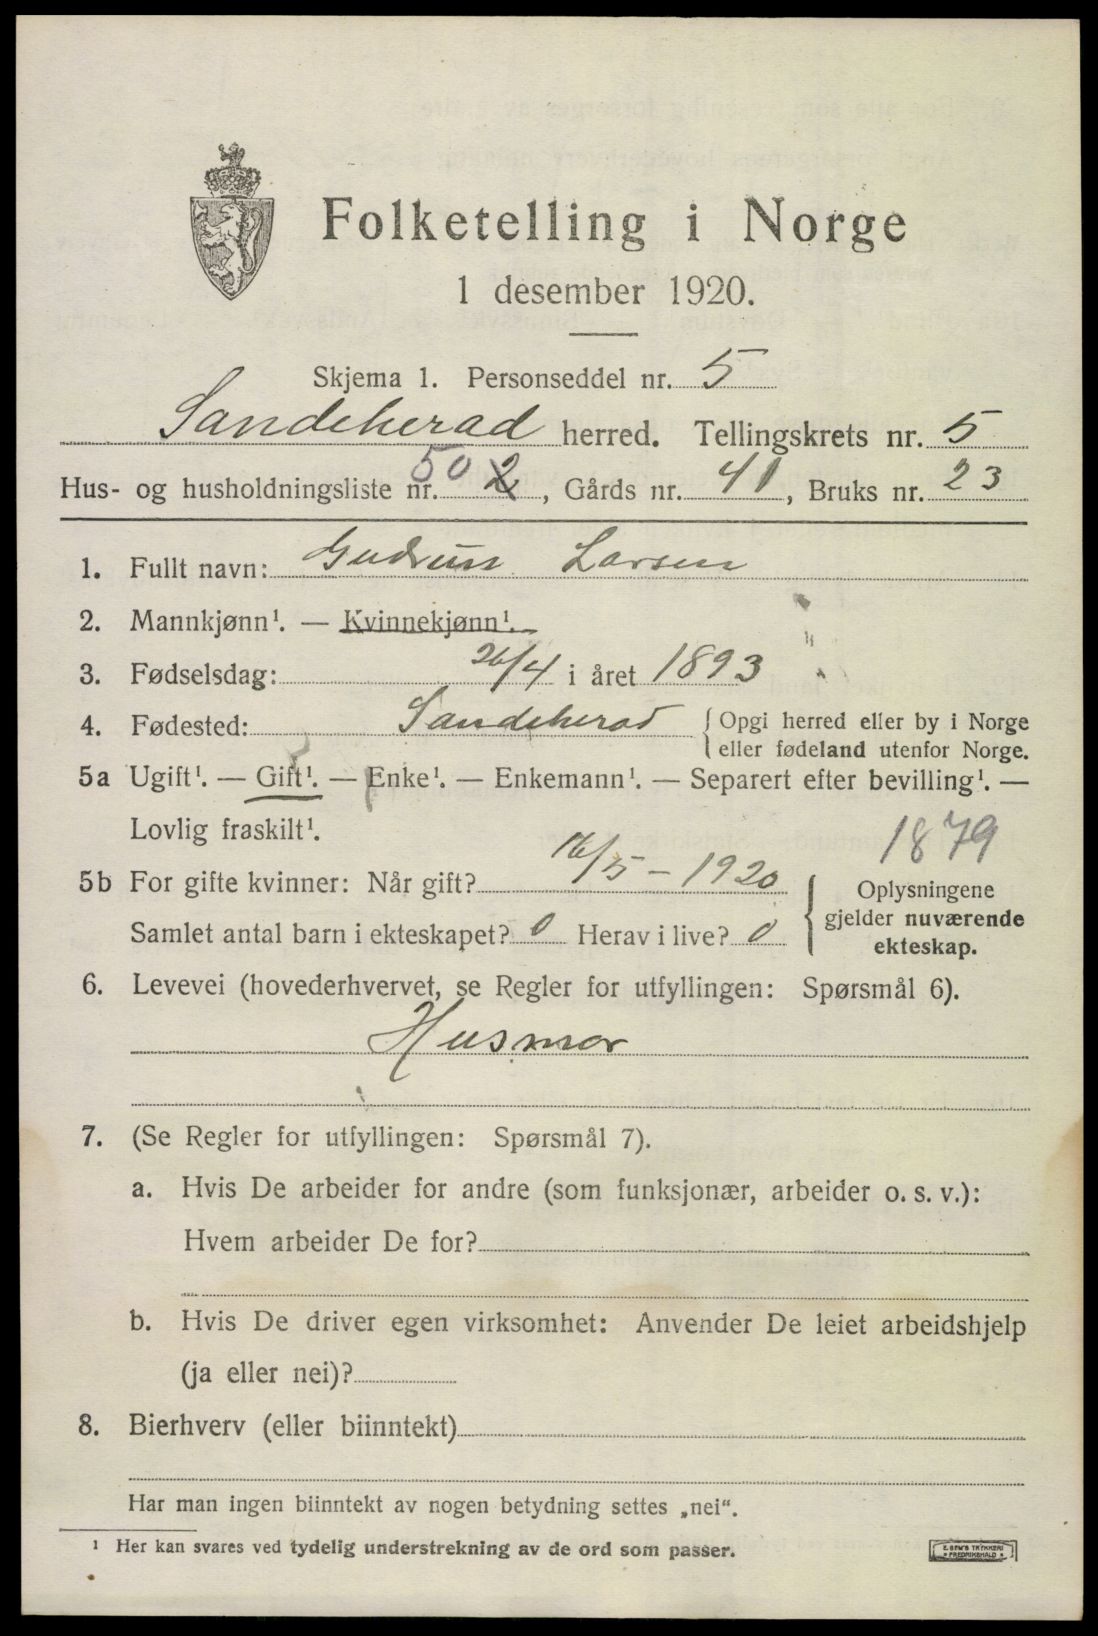 Folketelling i Norge
1 desember 1920.
Skjema 1. Personseddel nr. 5
Sandeherad herred. Tellingskrets nr. 5
Hus- og husholdningsliste nr. 50 2, Gårds nr. 41, Bruks nr. 23
1. Fullt navn: Gudrun Larsen
2. Mannkjønn¹. — Kvinnekjønn¹.
3. Fødselsdag: 26/4 i året 1893
4. Fødested: Sandeherad { Opgi herred eller by i Norge
eller fødeland utenfor Norge.
5a Ugift¹. — Gift¹. — Enke¹. — Enkemann¹. — Separert efter bevilling¹. —
Lovlig fraskilt¹.
1879
5b For gifte kvinner: Når gift? 16/5 - 1920 { Oplysningene
gjelder nuværende
Samlet antal barn i ekteskapet? 0 Herav i live? 0
ekteskap.
6. Levevei (hovederhvervet, se Regler for utfyllingen: Spørsmål 6).
Husmor
7. (Se Regler for utfyllingen: Spørsmål 7).
a. Hvis De arbeider for andre (som funksjonær, arbeider o. s. v.):
Hvem arbeider De for?
b. Hvis De driver egen virksomhet: Anvender De leiet arbeidshjelp
(ja eller nei)?
8. Bierhverv (eller biinntekt)
Har man ingen biinntekt av nogen betydning settes „nei“.
¹ Her kan svares ved tydelig understrekning av de ord som passer.
E. SEM'S TRYKKERI
• FREDRIKSHALD •